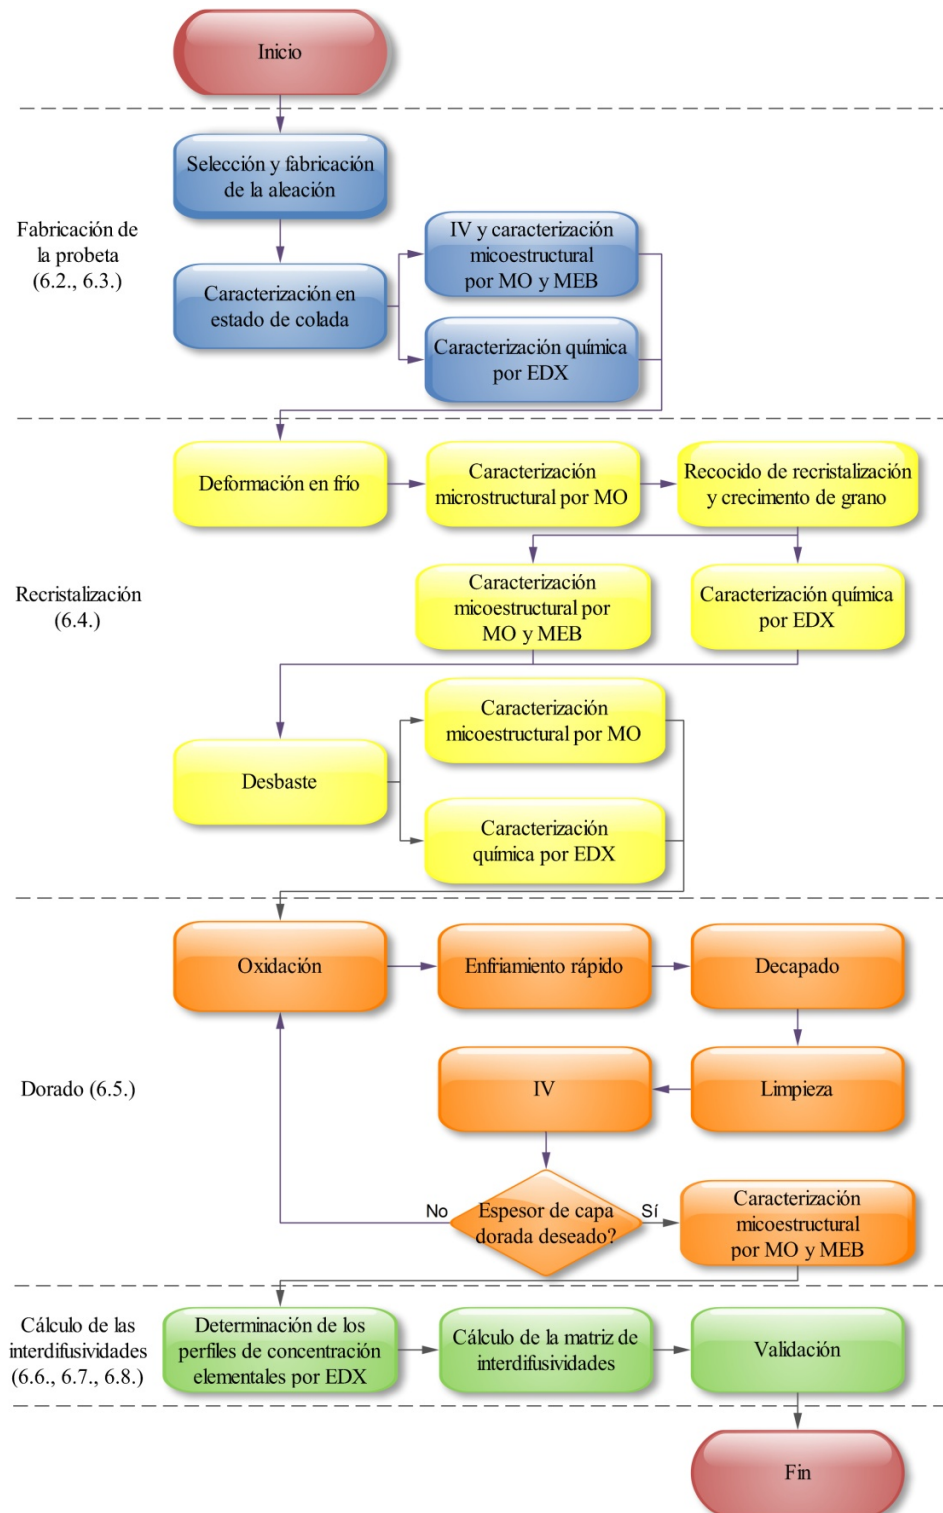 Inicio
Selección y fabricación
de la aleación
Fabricación de
la probeta
(6.2., 6.3.)
IV y caracterización
micoestructural
por MO y MEB
Caracterización en
estado de colada
Caracterización química
por EDX
Deformación en frío
Caracterización
microstructural por MO
Recocido de recristalización
y crecimento de grano
Recristalización
(6.4.)
Caracterización
micoestructural por
MO y MEB
Caracterización química
por EDX
Caracterización
micoestructural por MO
Desbaste
Caracterización
química por EDX
Oxidación
Enfriamiento rápido
Decapado
Dorado (6.5.)
IV
Limpieza
No
Espesor de capa
dorada deseado?
Sí
Caracterización
micoestructural
por MO y MEB
Cálculo de las
interdifusividades
(6.6., 6.7., 6.8.)
Determinación de los
perfiles de concentración
elementales por EDX
Cálculo de la matriz de
interdifusividades
Validación
Fin